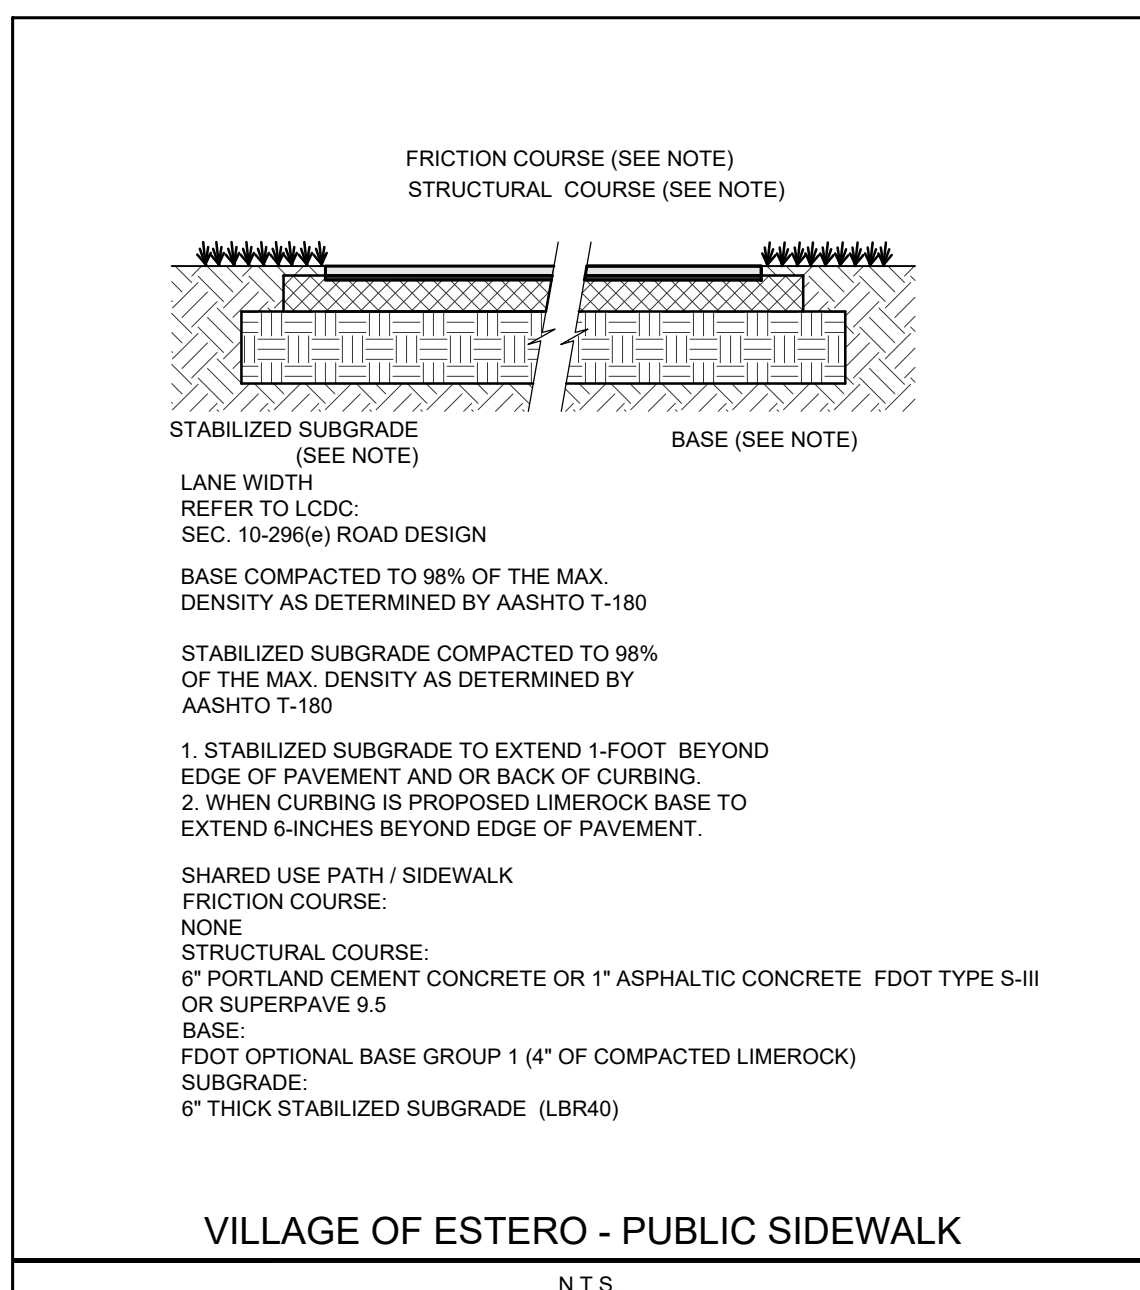 FRICTION COURSE (SEE NOTE)
STRUCTURAL COURSE (SEE NOTE)
STABILIZED SUBGRADE
(SEE NOTE)
BASE (SEE NOTE)
LANE WIDTH
REFER TO LCDC:
SEC. 10-296(e) ROAD DESIGN
BASE COMPACTED TO 98% OF THE MAX.
DENSITY AS DETERMINED BY AASHTO T-180
STABILIZED SUBGRADE COMPACTED TO 98%
OF THE MAX. DENSITY AS DETERMINED BY
AASHTO T-180
1. STABILIZED SUBGRADE TO EXTEND 1-FOOT BEYOND
EDGE OF PAVEMENT AND OR BACK OF CURBING.
2. WHEN CURBING IS PROPOSED LIMEROCK BASE TO
EXTEND 6-INCHES BEYOND EDGE OF PAVEMENT.
SHARED USE PATH / SIDEWALK
FRICTION COURSE:
NONE
STRUCTURAL COURSE:
6" PORTLAND CEMENT CONCRETE OR 1" ASPHALTIC CONCRETE FDOT TYPE S-III
OR SUPERPAVE 9.5
BASE:
FDOT OPTIONAL BASE GROUP 1 (4" OF COMPACTED LIMEROCK)
SUBGRADE:
6" THICK STABILIZED SUBGRADE (LBR40)
VILLAGE OF ESTERO - PUBLIC SIDEWALK
N.T.S.